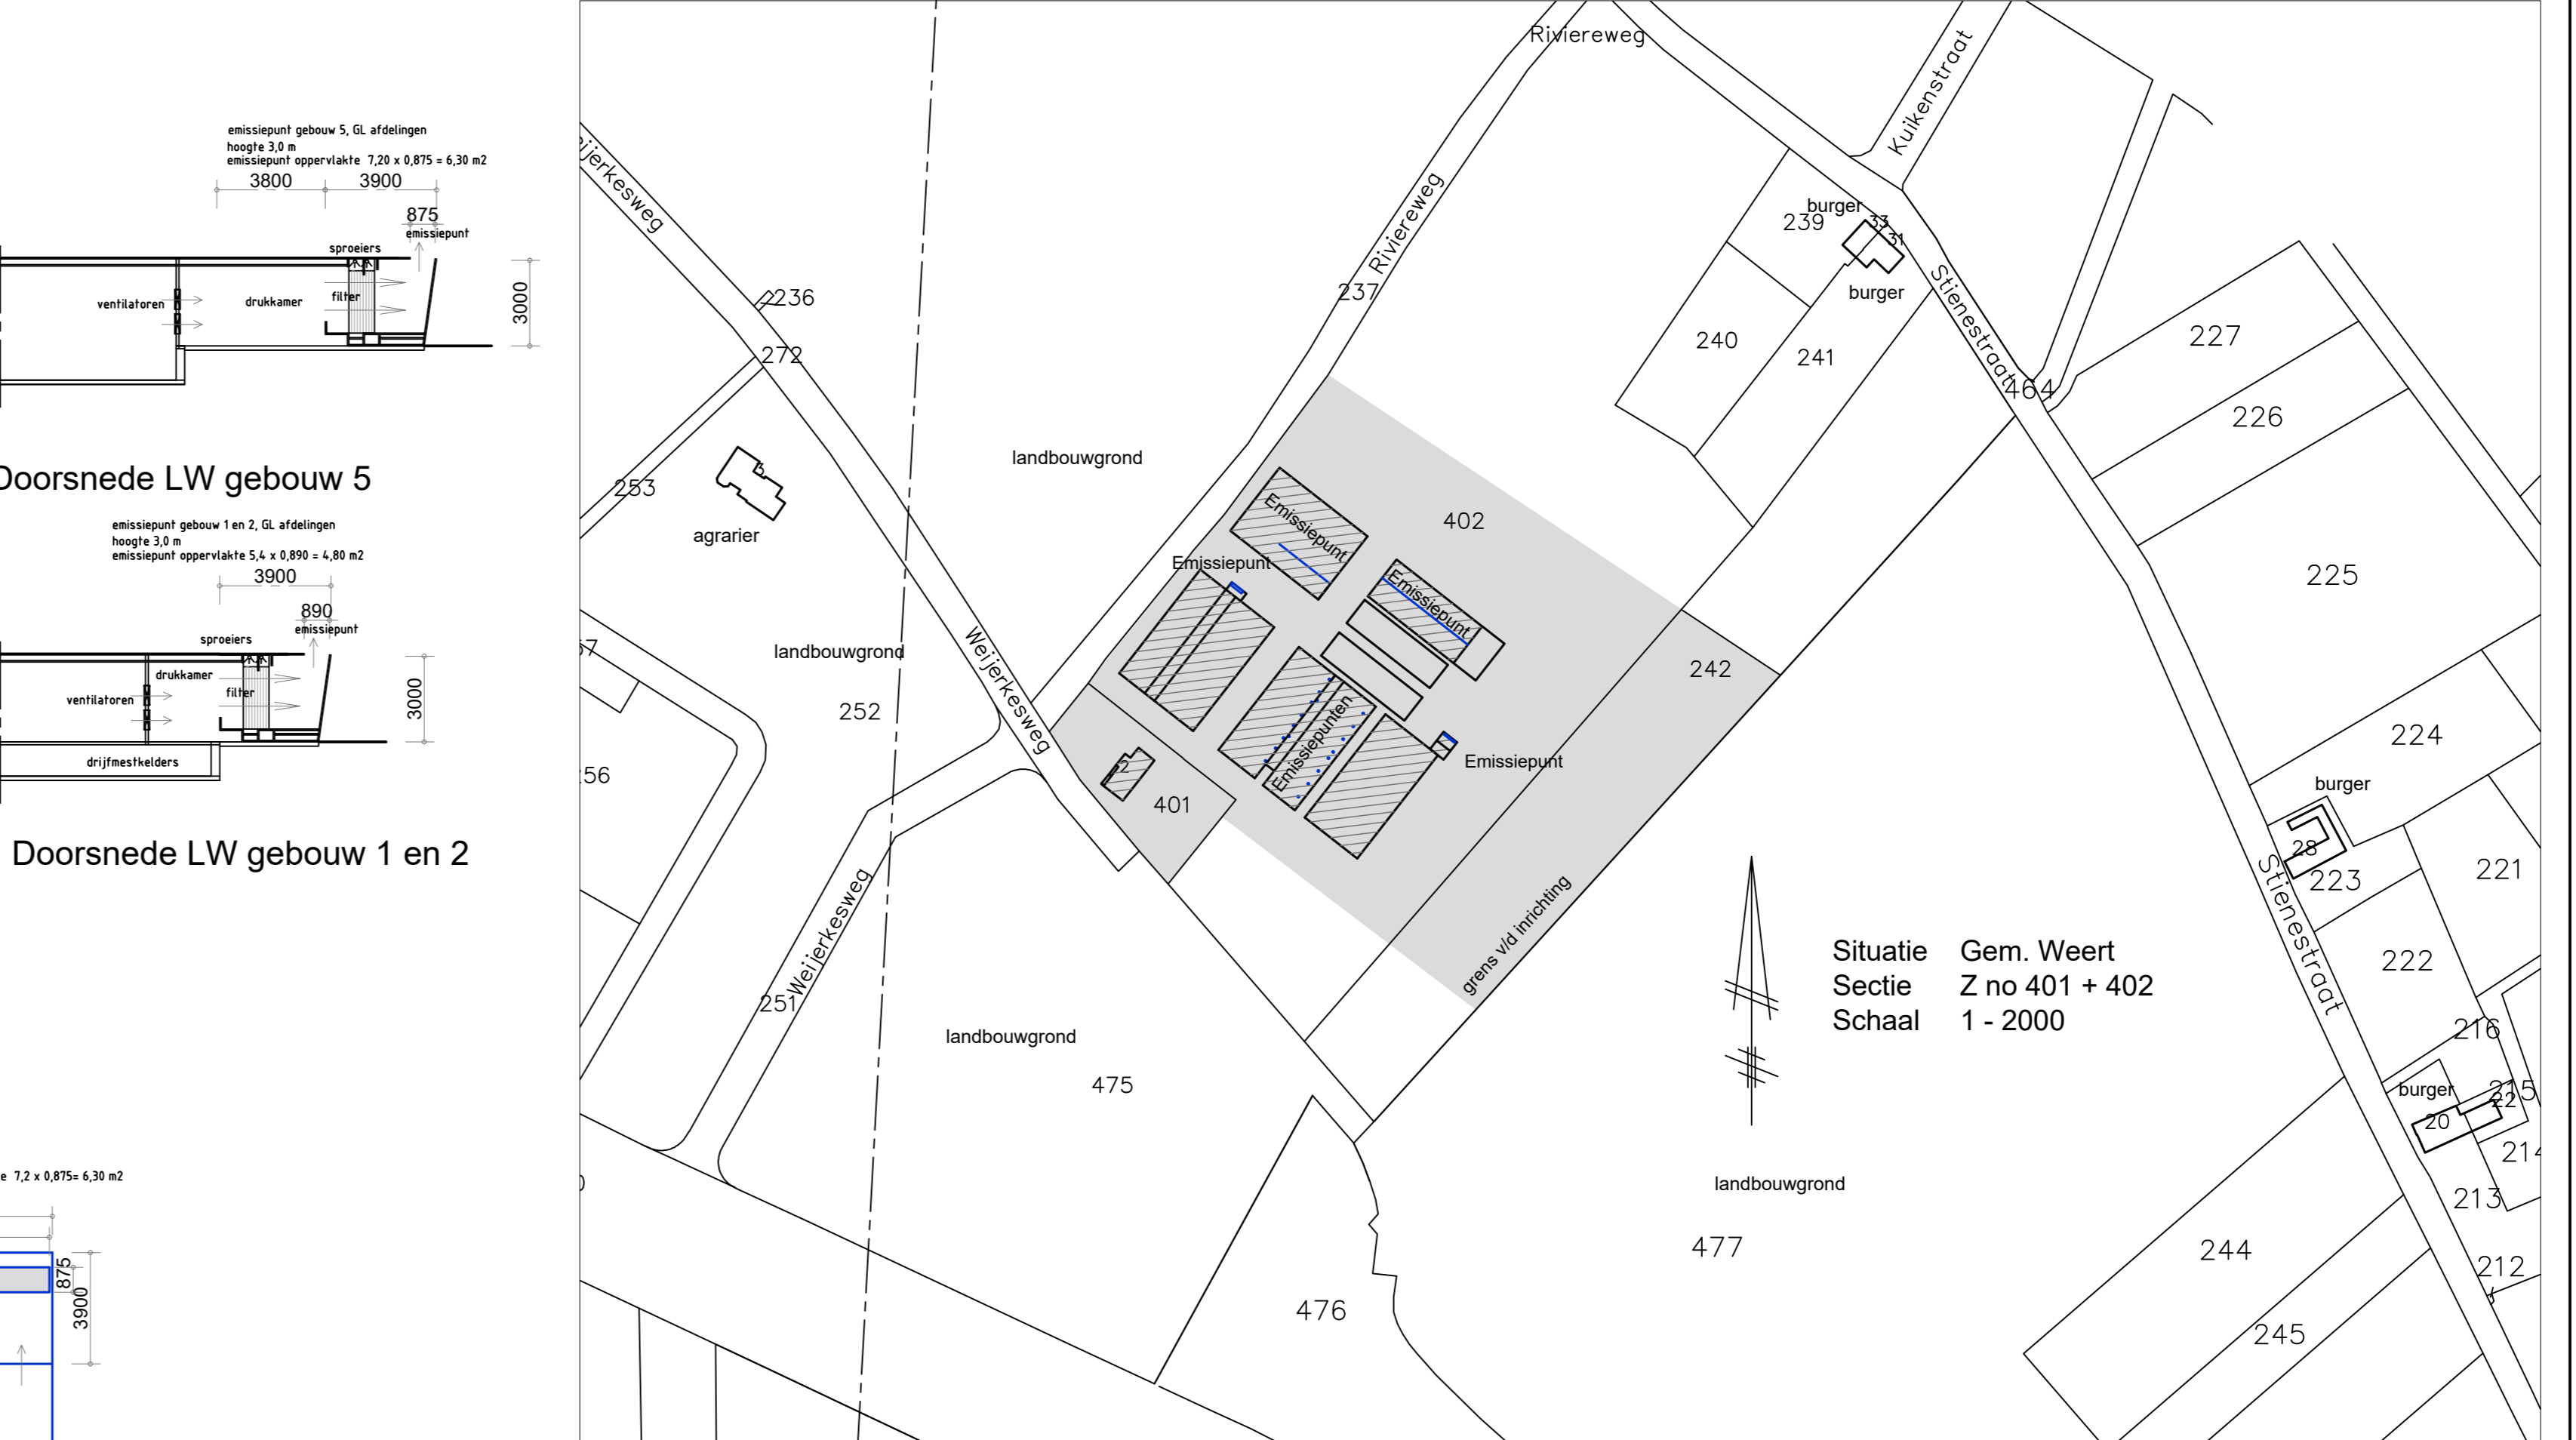 emissiepunt gebouw 5, GL afdelingen
hoogte 3,0 m
emissiepunt oppervlakte 7,20 x 0,875 = 6,30 m2
3800
3900
875
emissiepunt
sproeiers
ventilatoren
drukkamer
filter
3000
Doorsnede LW gebouw 5
emissiepunt gebouw 1 en 2, GL afdelingen
hoogte 3,0 m
emissiepunt oppervlakte 5,4 x 0,890 = 4,80 m2
3900
890
emissiepunt
sproeiers
drukkamer
ventilatoren
filter
3000
drijfmestkelders
Doorsnede LW gebouw 1 en 2
7,2 x 0,875= 6,30 m2
875
3900
Riviereweg
Kuikenstraat
Riviereweg
burger
239
33
31
burger
237
240
241
Stienestraat
464
227
226
225
236
272
253
agrarier
landbouwgrond
402
Emissiepunt
Emissiepunt
Emissiepunt
landbouwgrond
252
Weijerkesweg
242
Emissiepunten
Emissiepunt
401
224
burger
28
223
221
222
Stienestraat
Weijerkesweg
251
grens v/d inrichting
Situatie Gem. Weert
Sectie Z no 401 + 402
Schaal 1 - 2000
landbouwgrond
475
216
burger
215
22
20
213
landbouwgrond
477
476
244
212
245